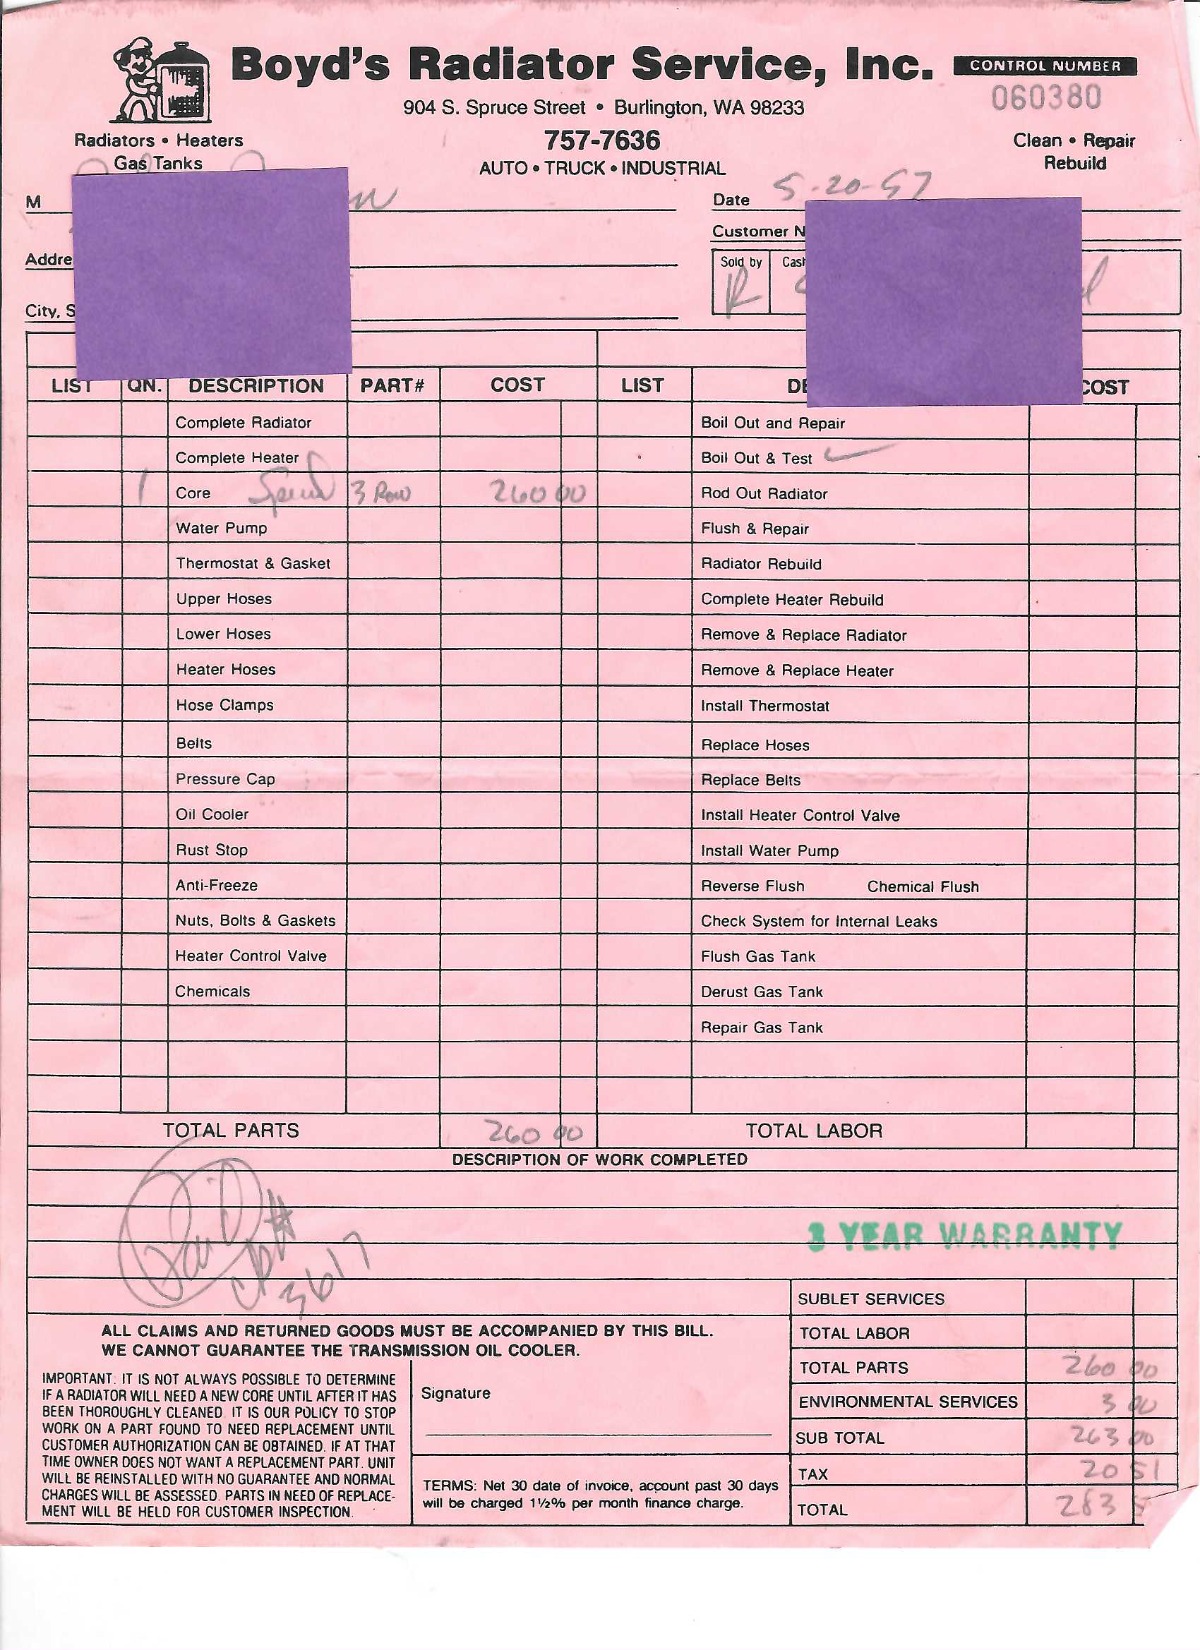 Boyd's Radiator Service, Inc.
CONTROL NUMBER
060380
904 S. Spruce Street • Burlington, WA 98233
757-7636
AUTO • TRUCK • INDUSTRIAL
Radiators • Heaters
Gas Tanks
Clean • Repair
Rebuild
M
Date 5-20-97
Customer N
Addre
Sold by R
Cash
City, S
LIST QN. DESCRIPTION PART# COST LIST DE COST
Complete Radiator Boil Out and Repair
Complete Heater Boil Out & Test ✓
1 Core 3 Row 260 00 Rod Out Radiator
Water Pump Flush & Repair
Thermostat & Gasket Radiator Rebuild
Upper Hoses Complete Heater Rebuild
Lower Hoses Remove & Replace Radiator
Heater Hoses Remove & Replace Heater
Hose Clamps Install Thermostat
Belts Replace Hoses
Pressure Cap Replace Belts
Oil Cooler Install Heater Control Valve
Rust Stop Install Water Pump
Anti-Freeze Reverse Flush Chemical Flush
Nuts, Bolts & Gaskets Check System for Internal Leaks
Heater Control Valve Flush Gas Tank
Chemicals Derust Gas Tank
Repair Gas Tank
TOTAL PARTS 260 00 TOTAL LABOR
DESCRIPTION OF WORK COMPLETED
Paid
CK#
3617
3 YEAR WARRANTY
ALL CLAIMS AND RETURNED GOODS MUST BE ACCOMPANIED BY THIS BILL.
WE CANNOT GUARANTEE THE TRANSMISSION OIL COOLER.
IMPORTANT: IT IS NOT ALWAYS POSSIBLE TO DETERMINE
IF A RADIATOR WILL NEED A NEW CORE UNTIL AFTER IT HAS
BEEN THOROUGHLY CLEANED. IT IS OUR POLICY TO STOP
WORK ON A PART FOUND TO NEED REPLACEMENT UNTIL
CUSTOMER AUTHORIZATION CAN BE OBTAINED. IF AT THAT
TIME OWNER DOES NOT WANT A REPLACEMENT PART. UNIT
WILL BE REINSTALLED WITH NO GUARANTEE AND NORMAL
CHARGES WILL BE ASSESSED. PARTS IN NEED OF REPLACE-
MENT WILL BE HELD FOR CUSTOMER INSPECTION.
Signature
TERMS: Net 30 date of invoice, account past 30 days
will be charged 1½% per month finance charge.
SUBLET SERVICES
TOTAL LABOR
TOTAL PARTS 260 00
ENVIRONMENTAL SERVICES 3 00
SUB TOTAL 263 00
TAX 20 51
TOTAL 283 5